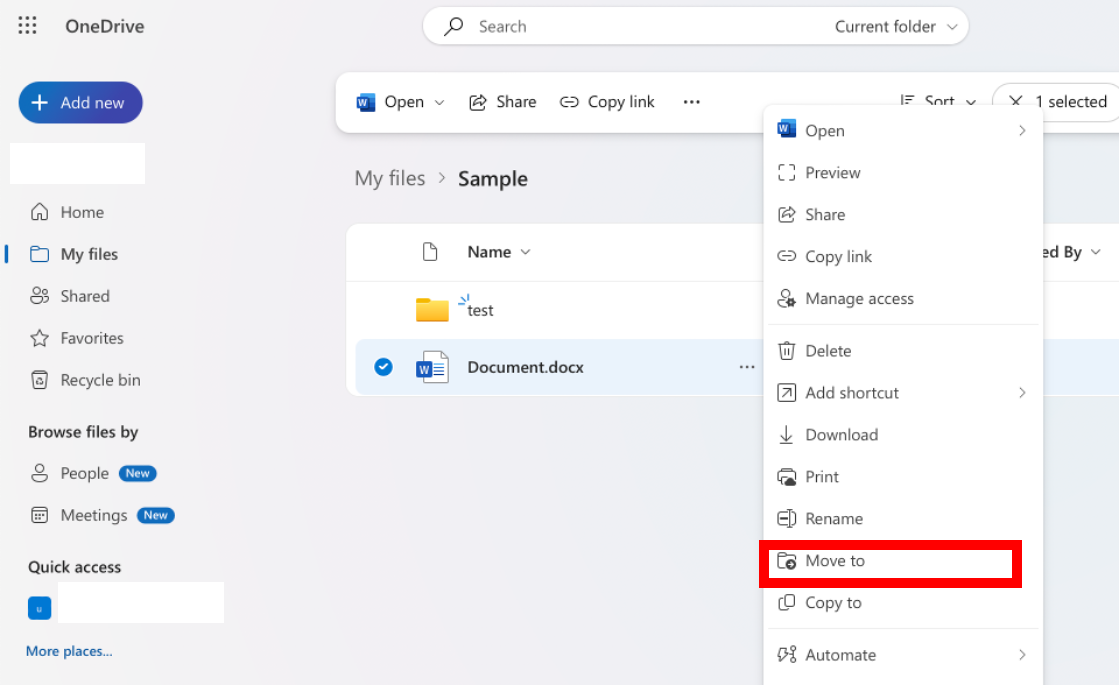 OneDrive
Search
Current folder
Add new
Open
Share
Copy link
Sort
1 selected
My files > Sample
Home
My files
Shared
Favorites
Recycle bin
Browse files by
People New
Meetings New
Quick access
u
More places...
Name
ed By
test
Document.docx
Open
Preview
Share
Copy link
Manage access
Delete
Add shortcut
Download
Print
Rename
Move to
Copy to
Automate